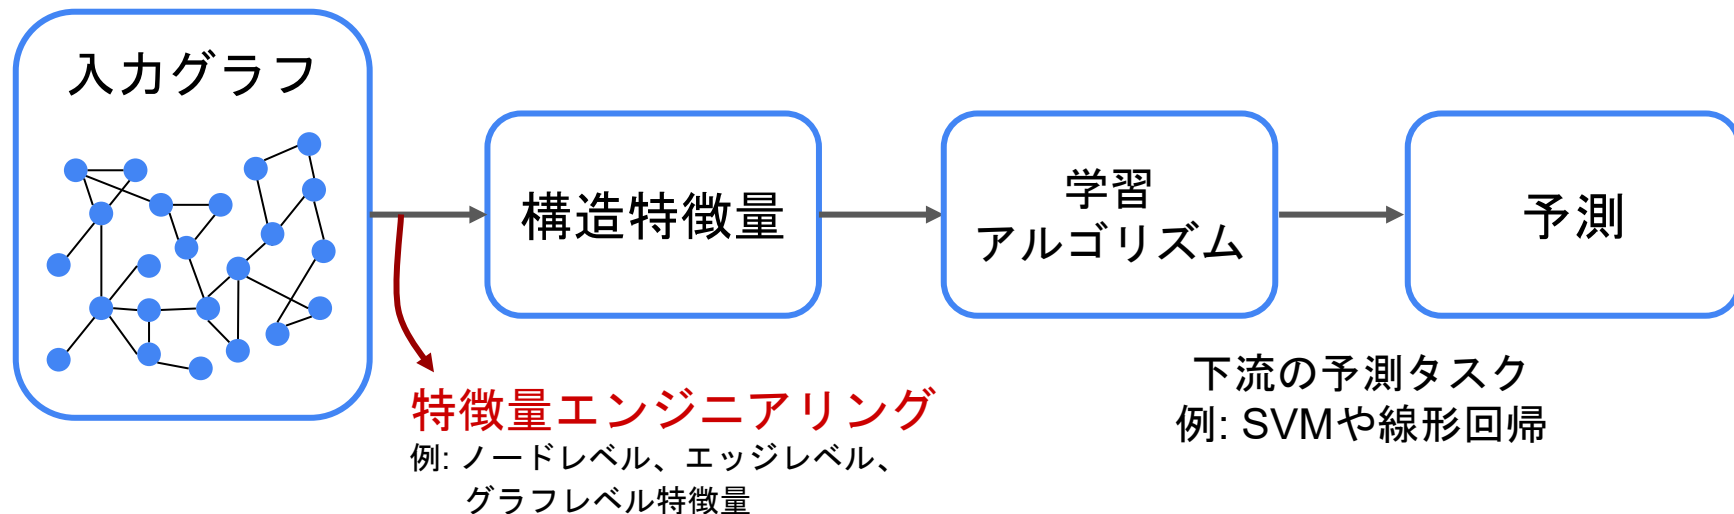 入力グラフ
構造特徴量
学習
アルゴリズム
予測
特徴量エンジニアリング
例: ノードレベル、エッジレベル、
グラフレベル特徴量
下流の予測タスク
例: SVMや線形回帰